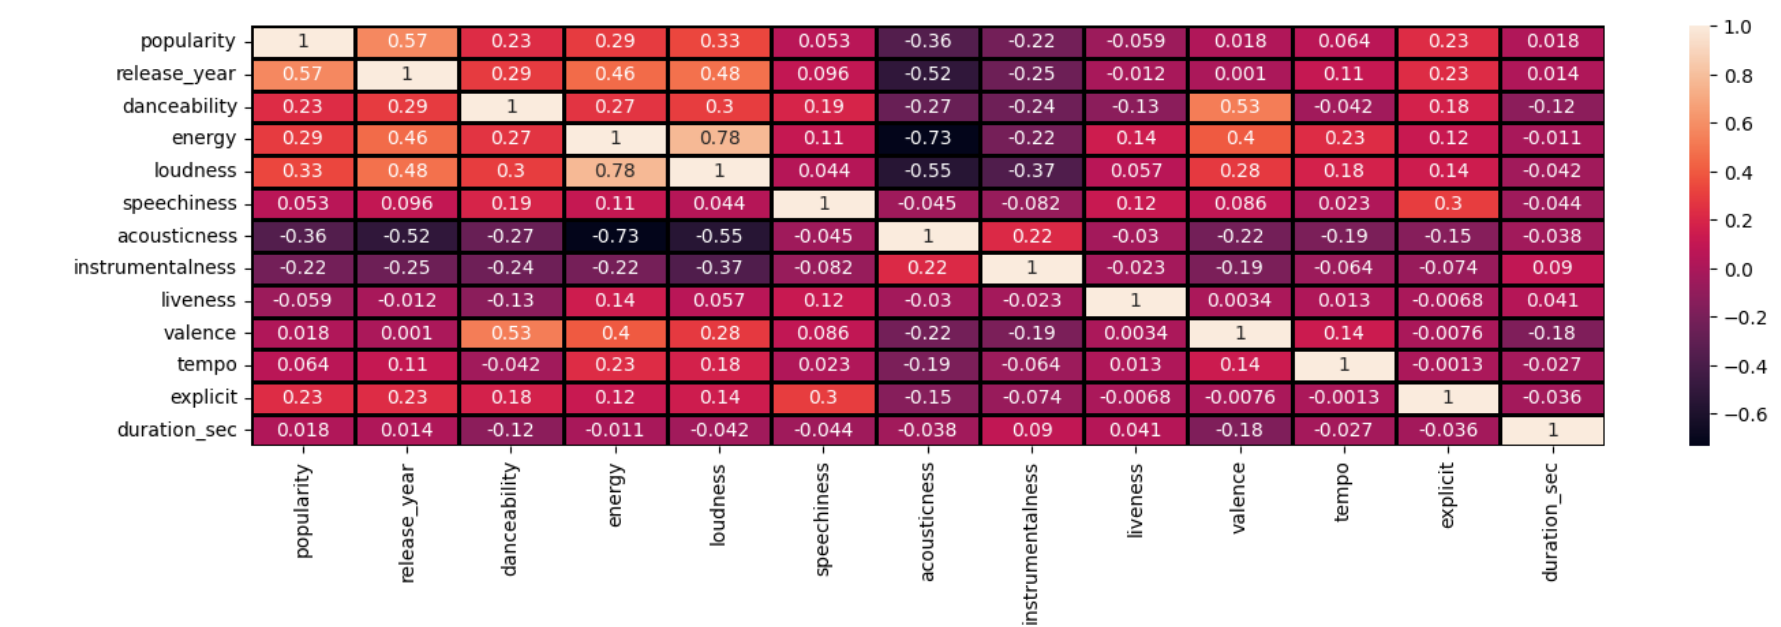 popularity 1 0.57 0.23 0.29 0.33 0.053 -0.36 -0.22 -0.059 0.018 0.064 0.23 0.018
release_year 0.57 1 0.29 0.46 0.48 0.096 -0.52 -0.25 -0.012 0.001 0.11 0.23 0.014
danceability 0.23 0.29 1 0.27 0.3 0.19 -0.27 -0.24 -0.13 0.53 -0.042 0.18 -0.12
energy 0.29 0.46 0.27 1 0.78 0.11 -0.73 -0.22 0.14 0.4 0.23 0.12 -0.011
loudness 0.33 0.48 0.3 0.78 1 0.044 -0.55 -0.37 0.057 0.28 0.18 0.14 -0.042
speechiness 0.053 0.096 0.19 0.11 0.044 1 -0.045 -0.082 0.12 0.086 0.023 0.3 -0.044
acousticness -0.36 -0.52 -0.27 -0.73 -0.55 -0.045 1 0.22 -0.03 -0.22 -0.19 -0.15 -0.038
instrumentalness -0.22 -0.25 -0.24 -0.22 -0.37 -0.082 0.22 1 -0.023 -0.19 -0.064 -0.074 0.09
liveness -0.059 -0.012 -0.13 0.14 0.057 0.12 -0.03 -0.023 1 0.0034 0.013 -0.0068 0.041
valence 0.018 0.001 0.53 0.4 0.28 0.086 -0.22 -0.19 0.0034 1 0.14 -0.0076 -0.18
tempo 0.064 0.11 -0.042 0.23 0.18 0.023 -0.19 -0.064 0.013 0.14 1 -0.0013 -0.027
explicit 0.23 0.23 0.18 0.12 0.14 0.3 -0.15 -0.074 -0.0068 -0.0076 -0.0013 1 -0.036
duration_sec 0.018 0.014 -0.12 -0.011 -0.042 -0.044 -0.038 0.09 0.041 -0.18 -0.027 -0.036 1
popularity
release_year
danceability
energy
loudness
speechiness
acousticness
instrumentalness
liveness
valence
tempo
explicit
duration_sec
1.0
0.8
0.6
0.4
0.2
0.0
−0.2
−0.4
−0.6